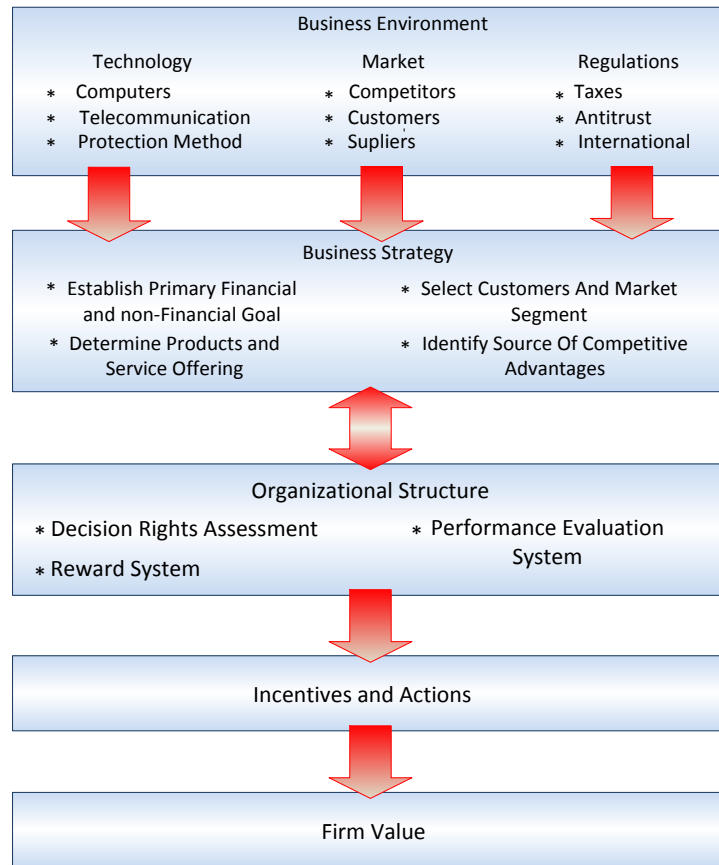 Business Environment
Technology
* Computers
* Telecommunication
* Protection Method
Market
* Competitors
* Customers
* Supliers
Regulations
* Taxes
* Antitrust
* International
Business Strategy
* Establish Primary Financial
and non-Financial Goal
* Determine Products and
Service Offering
* Select Customers And Market
Segment
* Identify Source Of Competitive
Advantages
Organizational Structure
* Decision Rights Assessment
* Reward System
* Performance Evaluation
System
Incentives and Actions
Firm Value